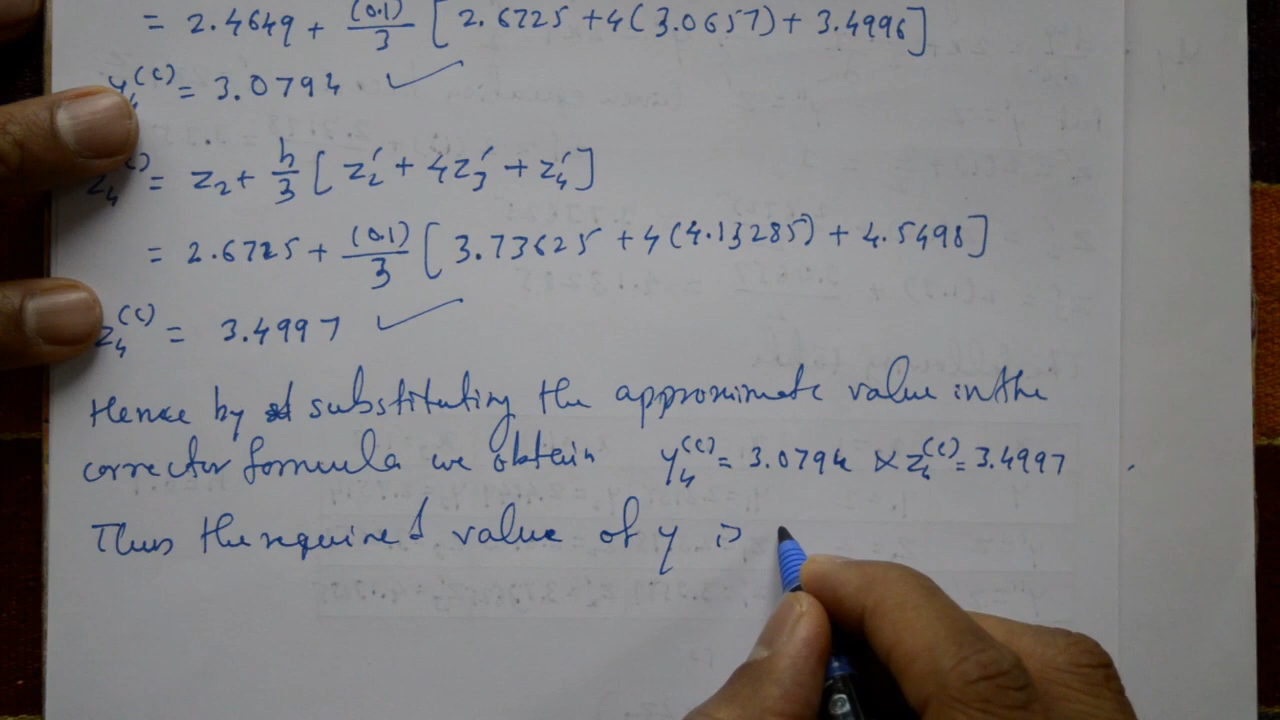 = 2.4649 + (0.1)/3 [ 2.6725 + 4(3.0657) + 3.4996]
y₄⁽ᶜ⁾ = 3.0794 ✓
z₄⁽ᶜ⁾ = z₂ + h/3 [ z₂′ + 4z₃′ + z₄′ ]
= 2.6725 + (0.1)/3 [ 3.73625 + 4(4.13285) + 4.5498 ]
z₄⁽ᶜ⁾ = 3.4997 ✓
Hence by substituting the approximate value in the
corrector formula we obtain y₄⁽ᶜ⁾ = 3.0794 & z₄⁽ᶜ⁾ = 3.4997 .
Thus the required value of y is